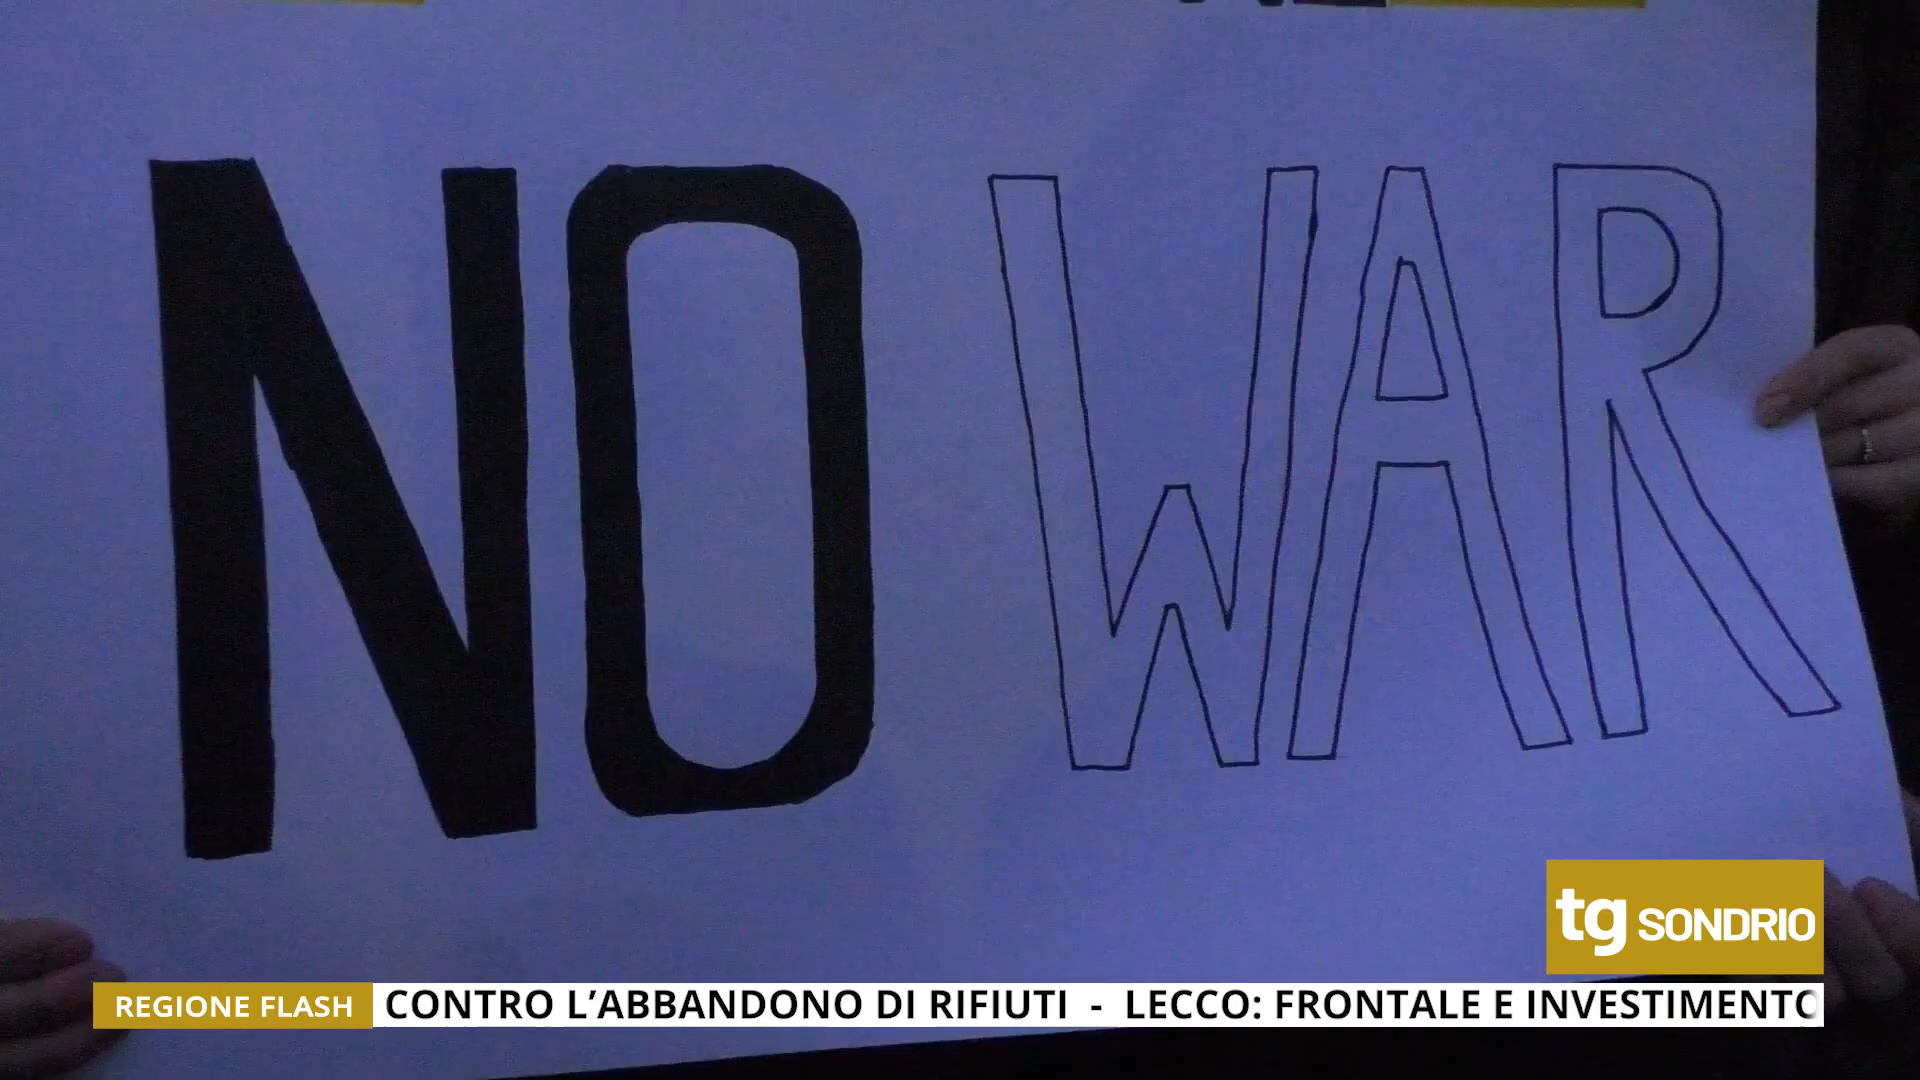 NO WAR
tg SONDRIO
REGIONE FLASH CONTRO L'ABBANDONO DI RIFIUTI - LECCO: FRONTALE E INVESTIMENTO